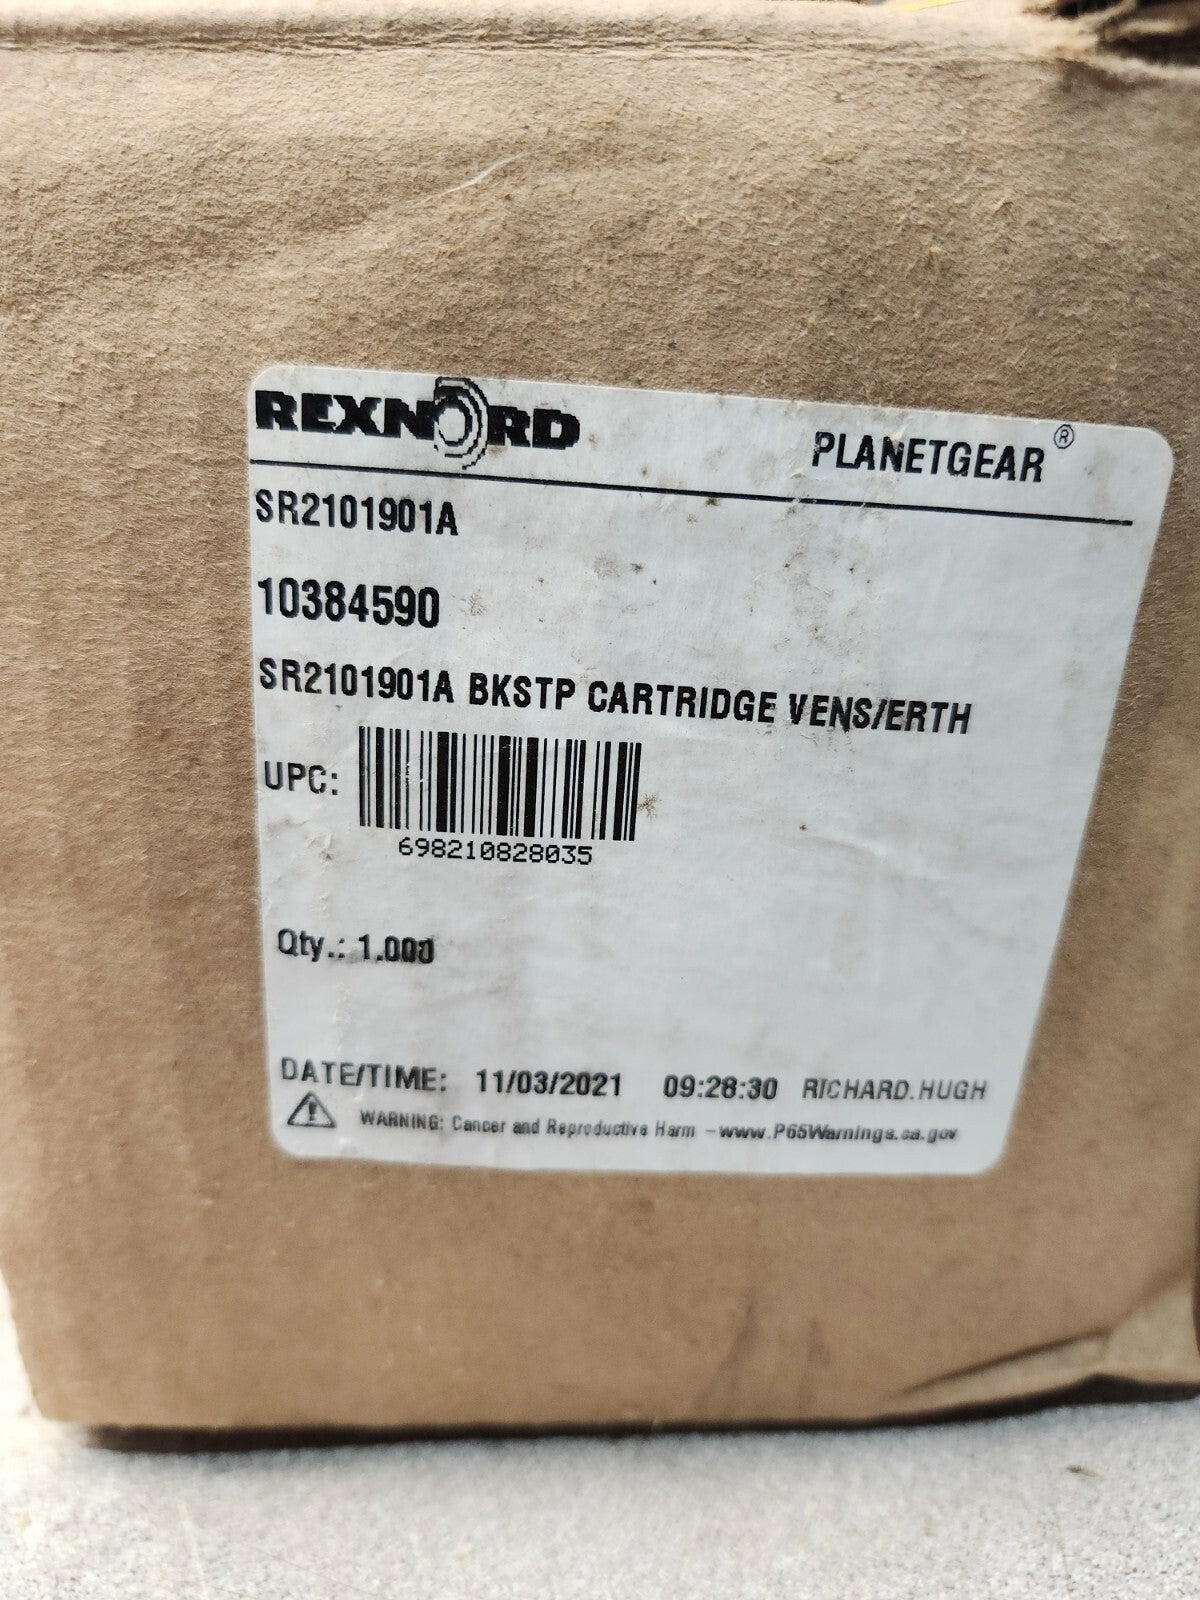 REXNORD
PLANETGEAR®
SR2101901A
10384590
SR2101901A BKSTP CARTRIDGE VENS/ERTH
UPC:
698210828035
Qty.: 1.000
DATE/TIME: 11/03/2021 09:28:30 RICHARD.HUGH
WARNING: Cancer and Reproductive Harm -www.P65Warnings.ca.gov